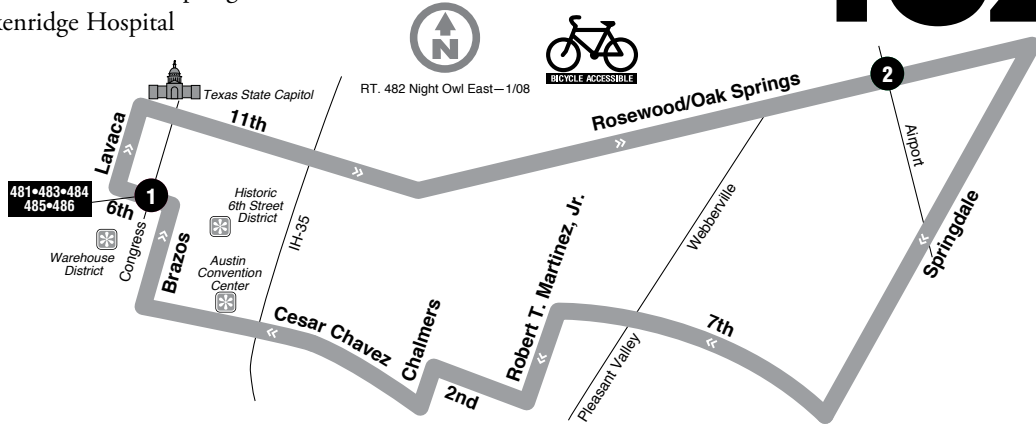 kenridge Hospital
RT. 482 Night Owl East—1/08
BICYCLE ACCESSIBLE
Texas State Capitol
11th
Rosewood/Oak Springs
2
Airport
Lavaca
481•483•484
485•486
1
6th
Congress
Warehouse
District
Historic
6th Street
District
Brazos
Austin
Convention
Center
IH-35
Cesar Chavez
Chalmers
2nd
Robert T. Martinez, Jr.
Webberville
Pleasant Valley
7th
Springdale
N